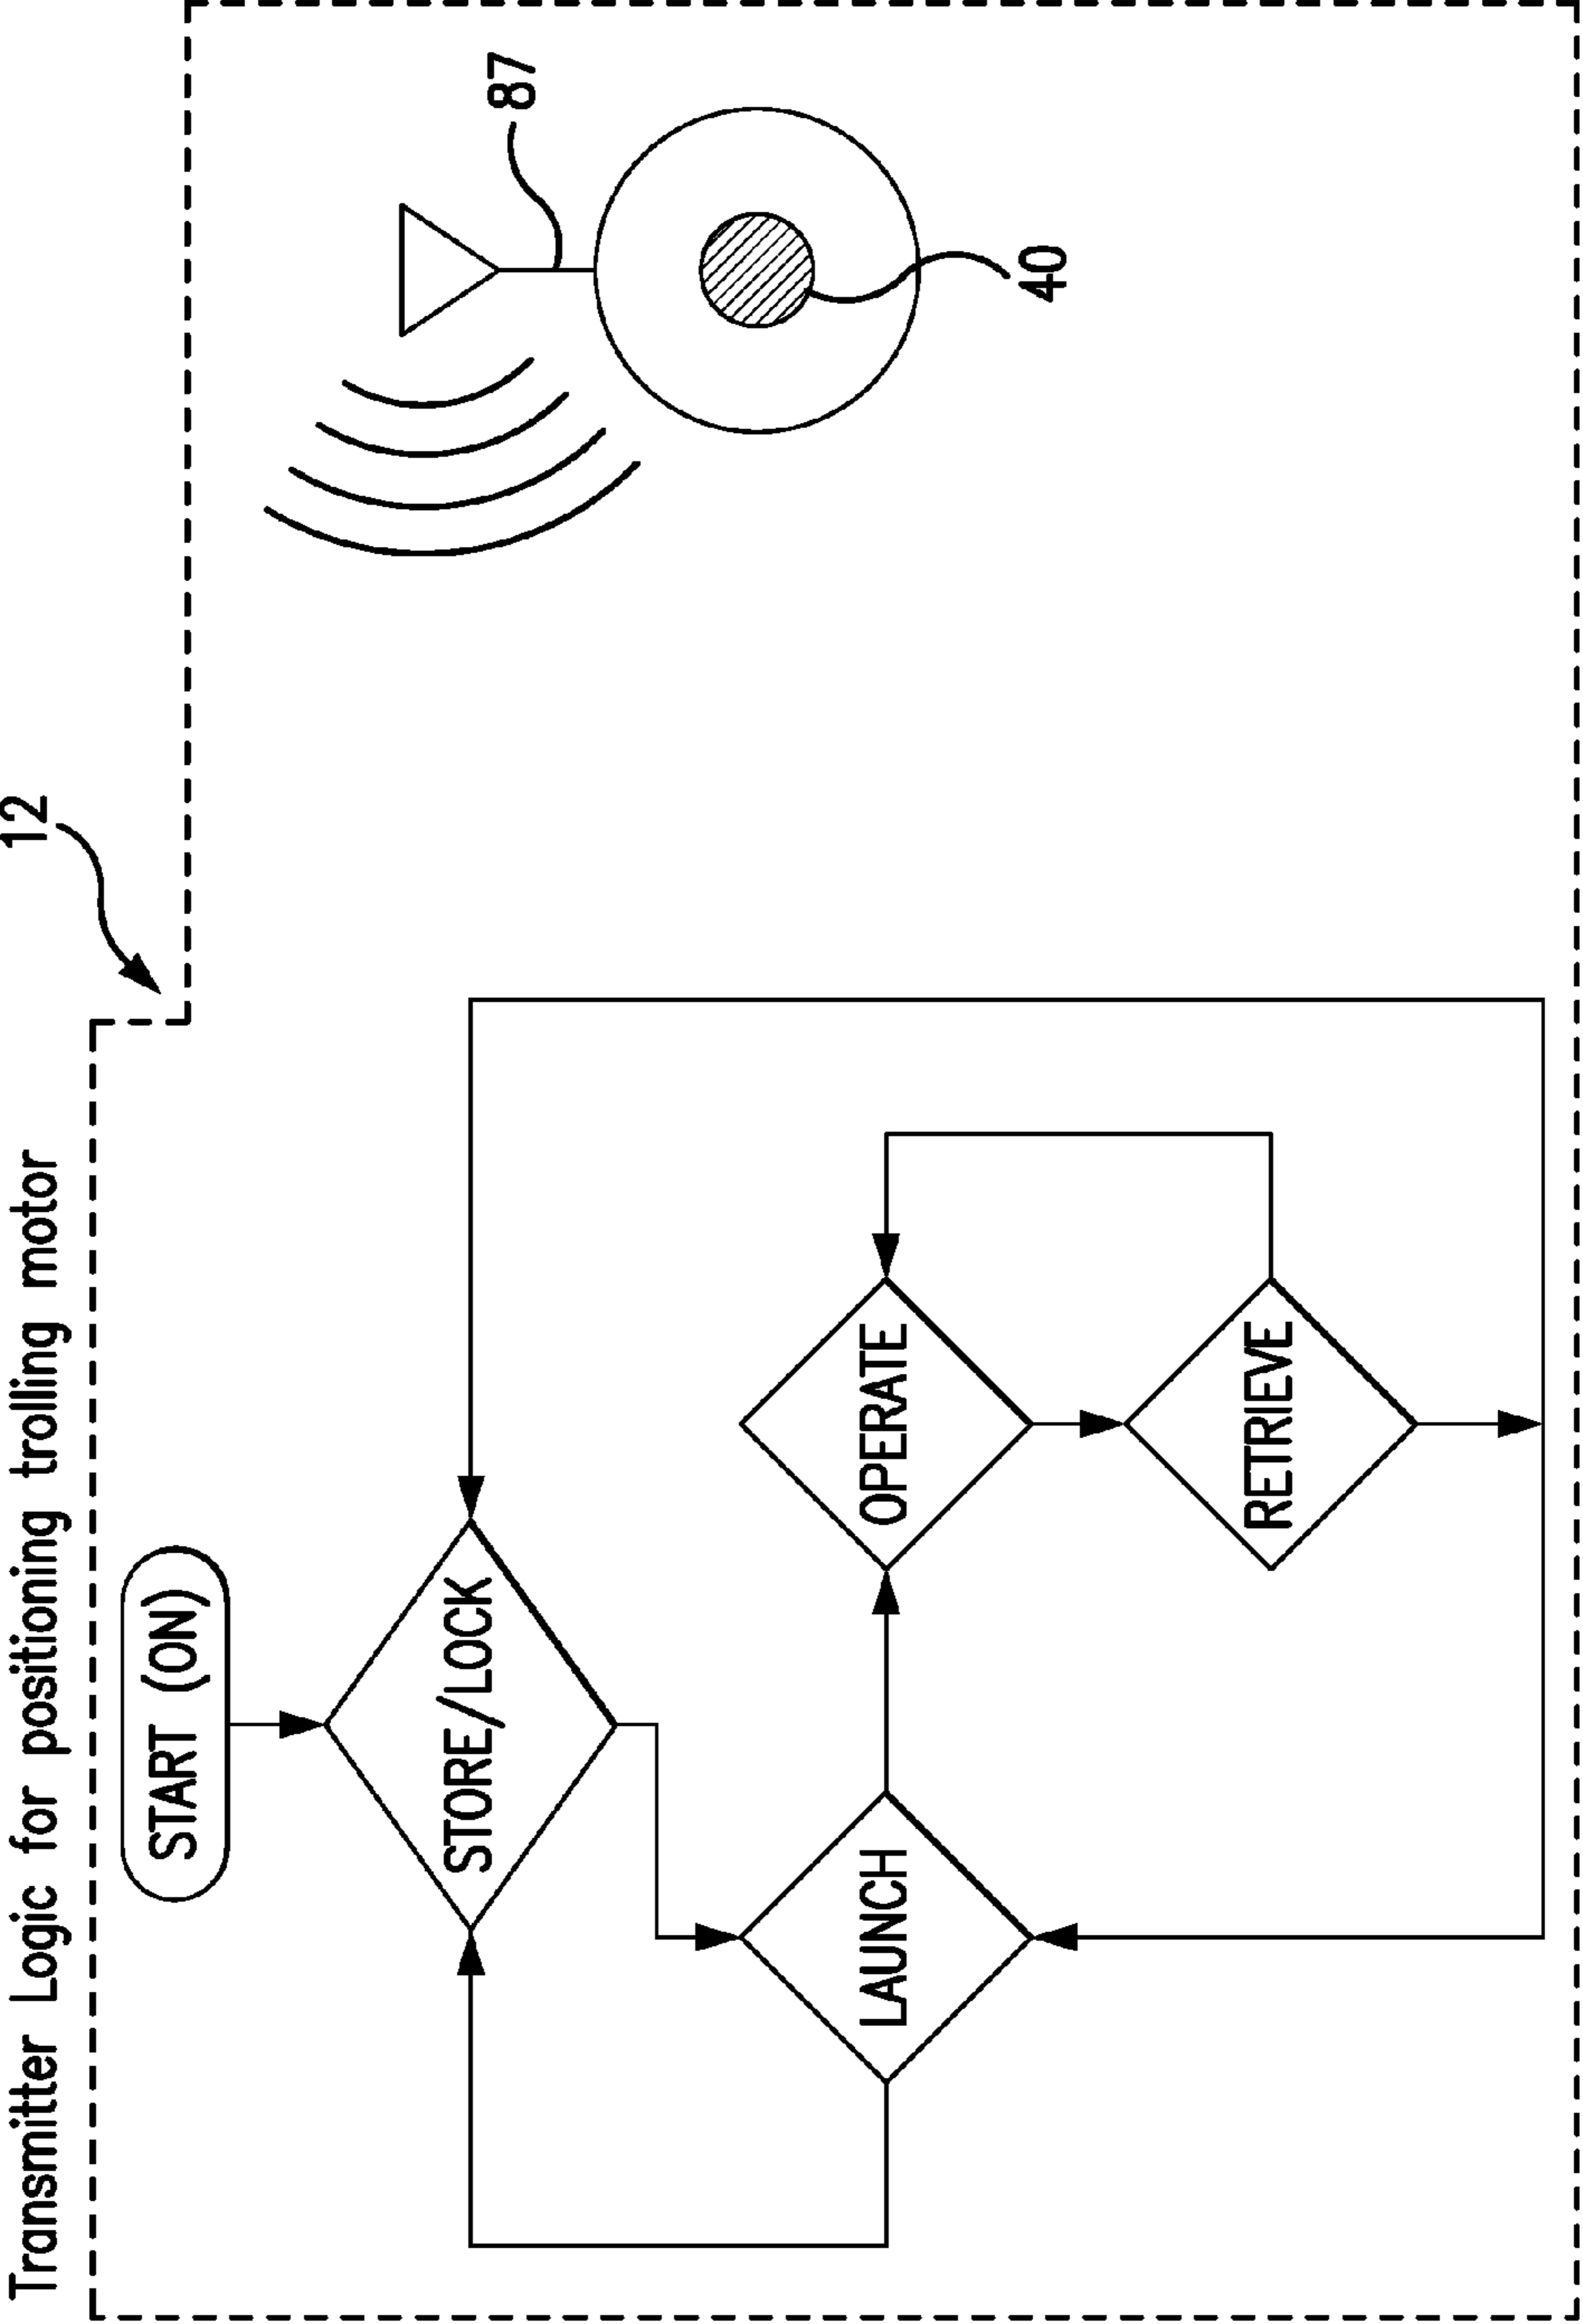 Transmitter Logic for positioning trolling motor
12
START (ON)
87
STORE/LOCK
LAUNCH
OPERATE
40
RETRIEVE